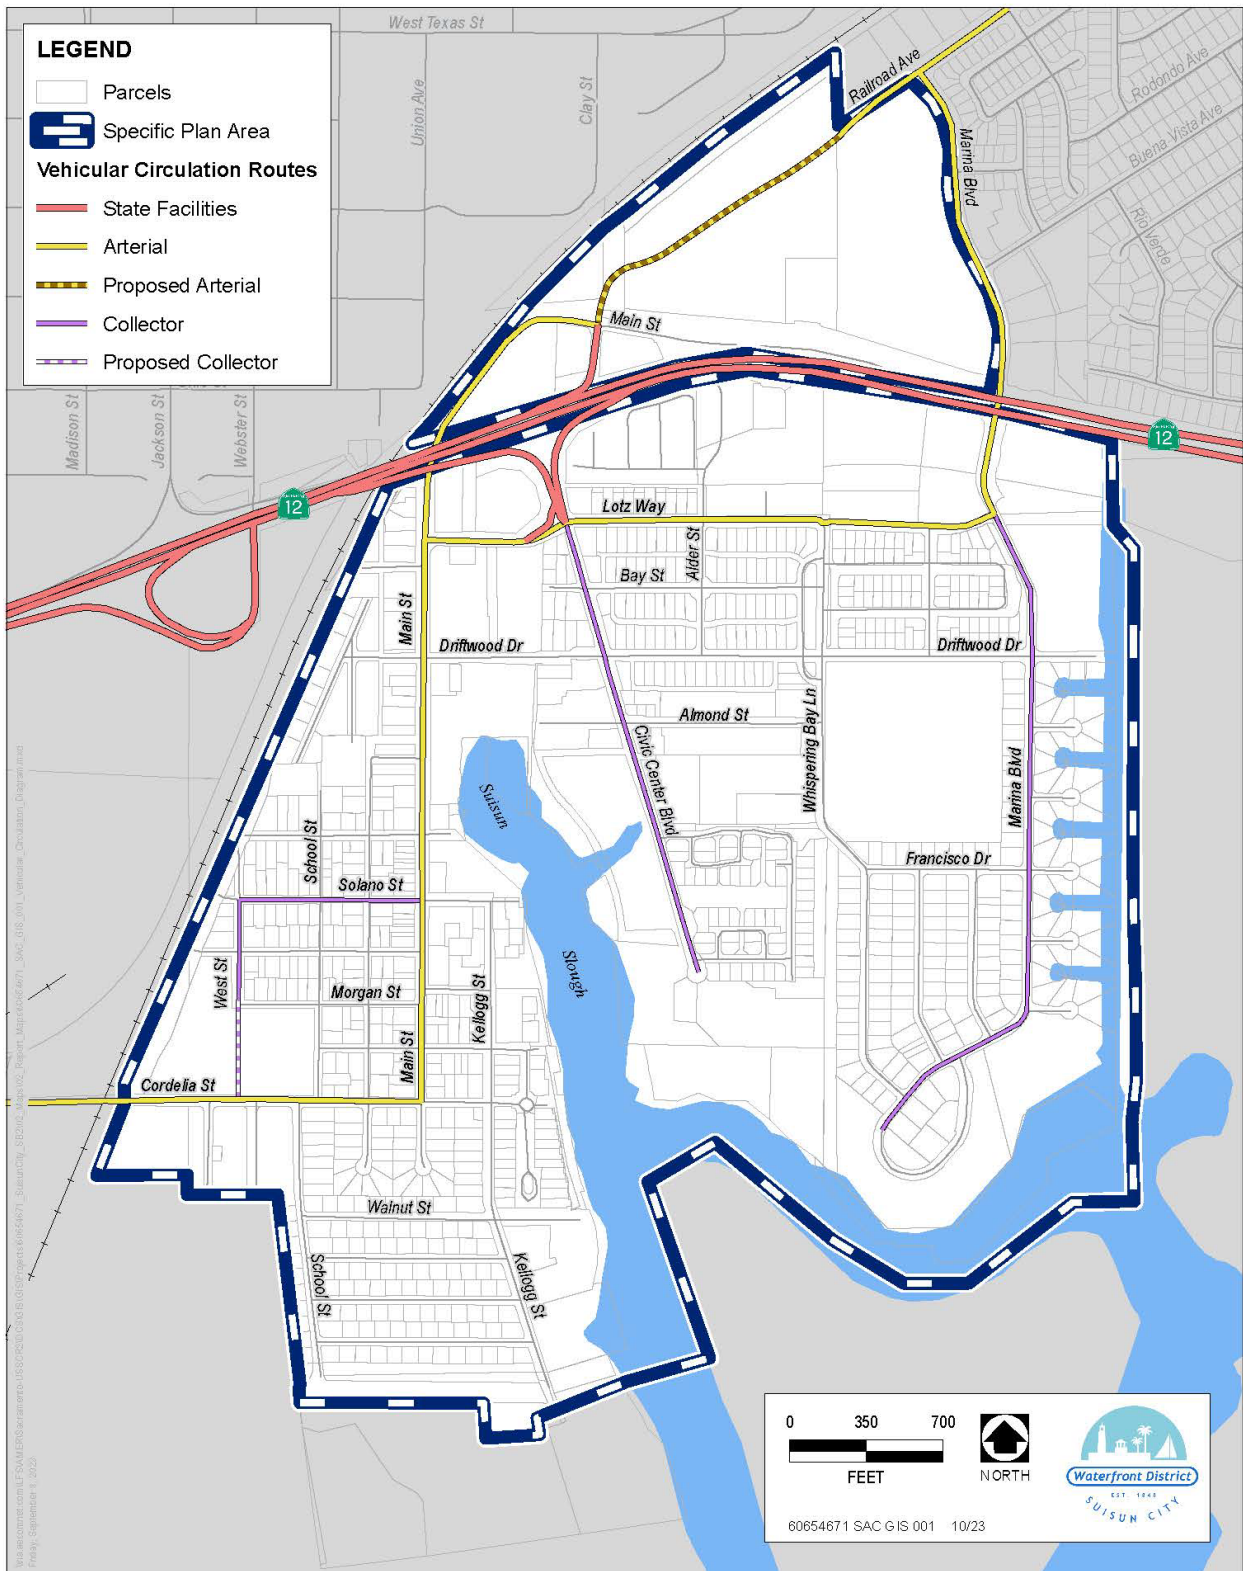 LEGEND
Parcels
Specific Plan Area
Vehicular Circulation Routes
State Facilities
Arterial
Proposed Arterial
Collector
Proposed Collector
West Texas St
Union Ave
Clay St
Railroad Ave
Rodondo Ave
Buena Vista Ave
Marina Blvd
Rio Verde
Main St
Madison St
Jackson St
Webster St
12
12
Lotz Way
Alder St
Bay St
Main St
Driftwood Dr
Driftwood Dr
Almond St
Whispering Bay Ln
Civic Center Blvd
Marina Blvd
Suisun
Slough
School St
Solano St
Francisco Dr
West St
Morgan St
Kellogg St
Main St
Cordelia St
Walnut St
School St
Kellogg St
0 350 700
FEET
NORTH
Waterfront District
EST. 1868
SUISUN CITY
60654671 SAC GIS 001 10/23